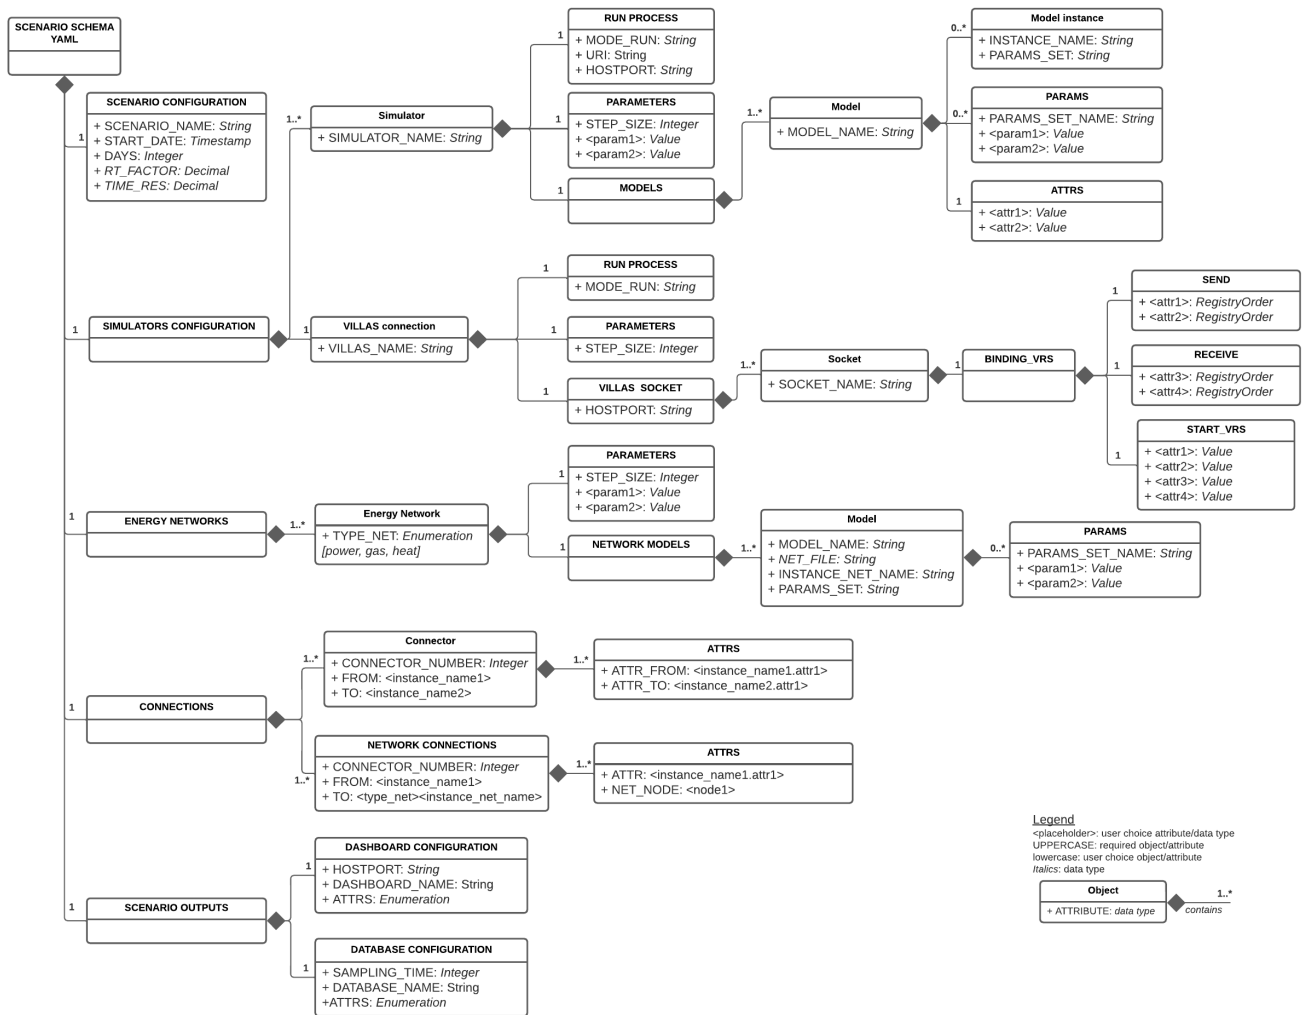 SCENARIO SCHEMA
YAML
SCENARIO CONFIGURATION
+ SCENARIO_NAME: String
+ START_DATE: Timestamp
+ DAYS: Integer
+ RT_FACTOR: Decimal
+ TIME_RES: Decimal
1
1..*
Simulator
+ SIMULATOR_NAME: String
1
RUN PROCESS
+ MODE_RUN: String
+ URI: String
+ HOSTPORT: String
1
PARAMETERS
+ STEP_SIZE: Integer
+ <param1>: Value
+ <param2>: Value
1
MODELS
1..*
Model
+ MODEL_NAME: String
0..*
Model instance
+ INSTANCE_NAME: String
+ PARAMS_SET: String
0..*
PARAMS
+ PARAMS_SET_NAME: String
+ <param1>: Value
+ <param2>: Value
1
ATTRS
+ <attr1>: Value
+ <attr2>: Value
1
SIMULATORS CONFIGURATION
1
VILLAS connection
+ VILLAS_NAME: String
1
RUN PROCESS
+ MODE_RUN: String
1
PARAMETERS
+ STEP_SIZE: Integer
1
VILLAS SOCKET
+ HOSTPORT: String
1..*
Socket
+ SOCKET_NAME: String
1
BINDING_VRS
1
SEND
+ <attr1>: RegistryOrder
+ <attr2>: RegistryOrder
1
RECEIVE
+ <attr3>: RegistryOrder
+ <attr4>: RegistryOrder
1
START_VRS
+ <attr1>: Value
+ <attr2>: Value
+ <attr3>: Value
+ <attr4>: Value
1
ENERGY NETWORKS
1..*
Energy Network
+ TYPE_NET: Enumeration
[power, gas, heat]
1
PARAMETERS
+ STEP_SIZE: Integer
+ <param1>: Value
+ <param2>: Value
1
NETWORK MODELS
1..*
Model
+ MODEL_NAME: String
+ NET_FILE: String
+ INSTANCE_NET_NAME: String
+ PARAMS_SET: String
0..*
PARAMS
+ PARAMS_SET_NAME: String
+ <param1>: Value
+ <param2>: Value
1
CONNECTIONS
1..*
Connector
+ CONNECTOR_NUMBER: Integer
+ FROM: <instance_name1>
+ TO: <instance_name2>
1..*
ATTRS
+ ATTR_FROM: <instance_name1.attr1>
+ ATTR_TO: <instance_name2.attr1>
1..*
NETWORK CONNECTIONS
+ CONNECTOR_NUMBER: Integer
+ FROM: <instance_name1>
+ TO: <type_net><instance_net_name>
1..*
ATTRS
+ ATTR: <instance_name1.attr1>
+ NET_NODE: <node1>
1
SCENARIO OUTPUTS
1
DASHBOARD CONFIGURATION
+ HOSTPORT: String
+ DASHBOARD_NAME: String
+ ATTRS: Enumeration
1
DATABASE CONFIGURATION
+ SAMPLING_TIME: Integer
+ DATABASE_NAME: String
+ATTRS: Enumeration
Legend
<placeholder>: user choice attribute/data type
UPPERCASE: required object/attribute
lowercase: user choice object/attribute
Italics: data type
Object
+ ATTRIBUTE: data type
1..*
contains